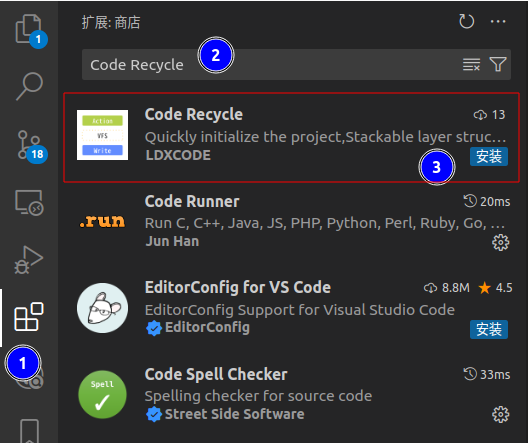 扩展: 商店
1
Code Recycle
2
Action
VFS
Write
Code Recycle
13
Quickly initialize the project,Stackable layer struc...
LDXCODE
安装
3
18
.run
Code Runner
20ms
Run C, C++, Java, JS, PHP, Python, Perl, Ruby, Go, ...
Jun Han
EditorConfig for VS Code
8.8M
4.5
EditorConfig Support for Visual Studio Code
EditorConfig
安装
1
Spell
Code Spell Checker
33ms
Spelling checker for source code
Street Side Software